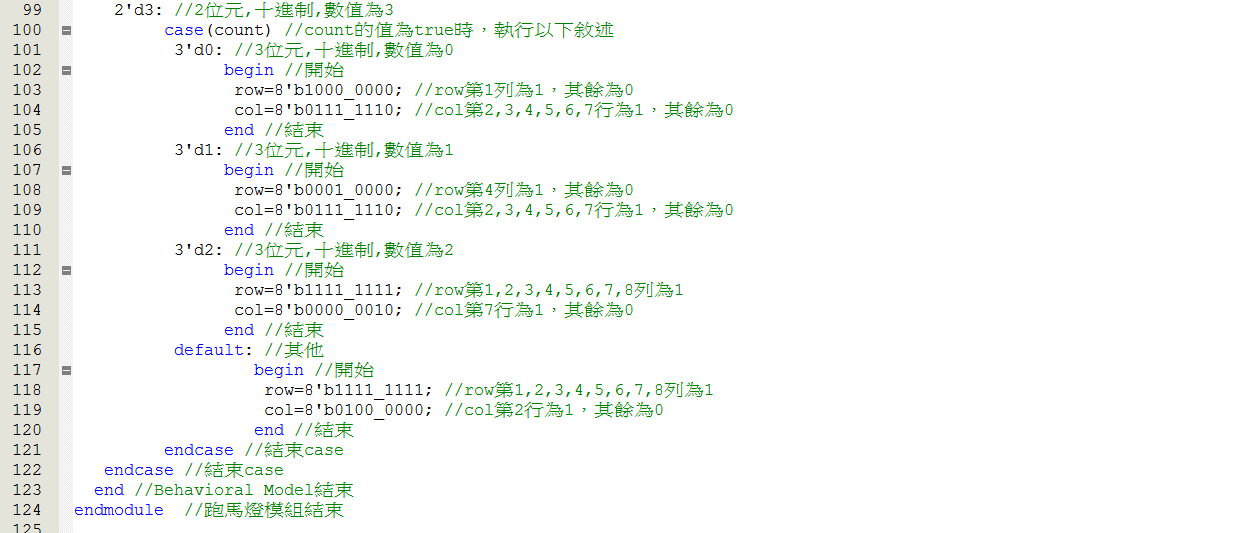 99 2'd3: //2位元,十進制,數值為3
100 case(count) //count的值為true時，執行以下敘述
101 3'd0: //3位元,十進制,數值為0
102 begin //開始
103 row=8'b1000_0000; //row第1列為1，其餘為0
104 col=8'b0111_1110; //col第2,3,4,5,6,7行為1，其餘為0
105 end //結束
106 3'd1: //3位元,十進制,數值為1
107 begin //開始
108 row=8'b0001_0000; //row第4列為1，其餘為0
109 col=8'b0111_1110; //col第2,3,4,5,6,7行為1，其餘為0
110 end //結束
111 3'd2: //3位元,十進制,數值為2
112 begin //開始
113 row=8'b1111_1111; //row第1,2,3,4,5,6,7,8列為1
114 col=8'b0000_0010; //col第7行為1，其餘為0
115 end //結束
116 default: //其他
117 begin //開始
118 row=8'b1111_1111; //row第1,2,3,4,5,6,7,8列為1
119 col=8'b0100_0000; //col第2行為1，其餘為0
120 end //結束
121 endcase //結束case
122 endcase //結束case
123 end //Behavioral Model結束
124 endmodule //跑馬燈模組結束
125